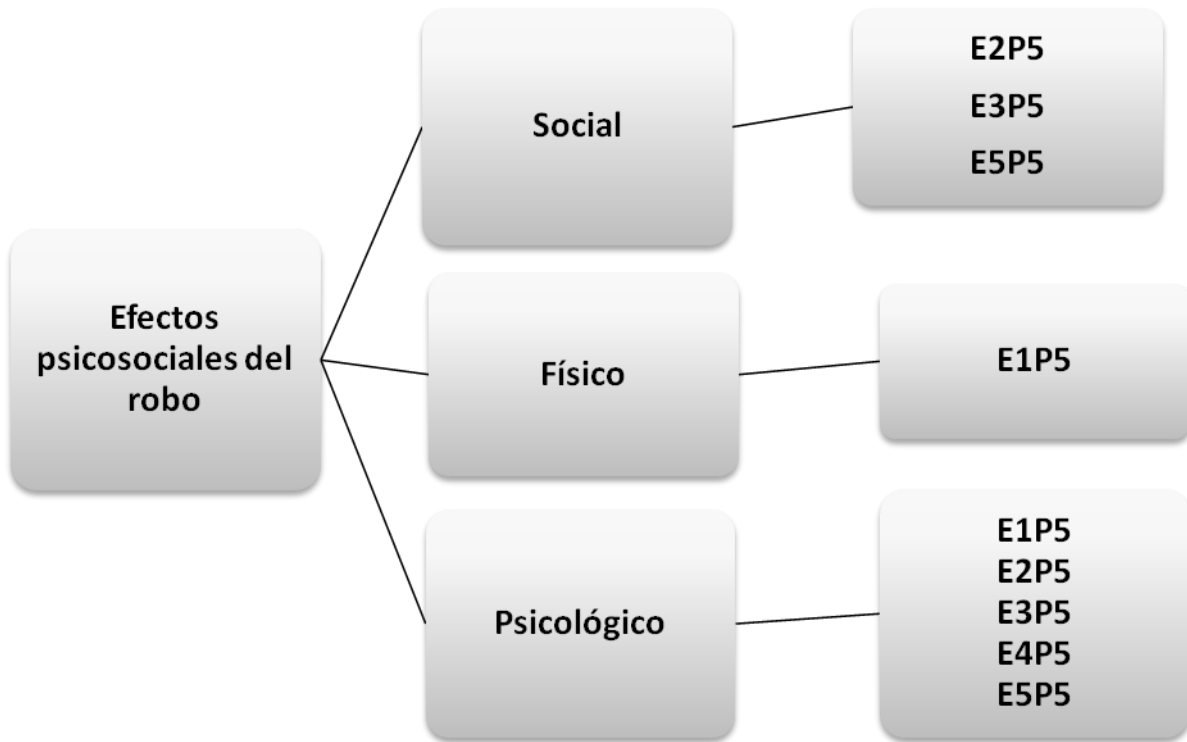 Efectos
psicosociales del
robo
Social
E2P5
E3P5
E5P5
Físico
E1P5
Psicológico
E1P5
E2P5
E3P5
E4P5
E5P5